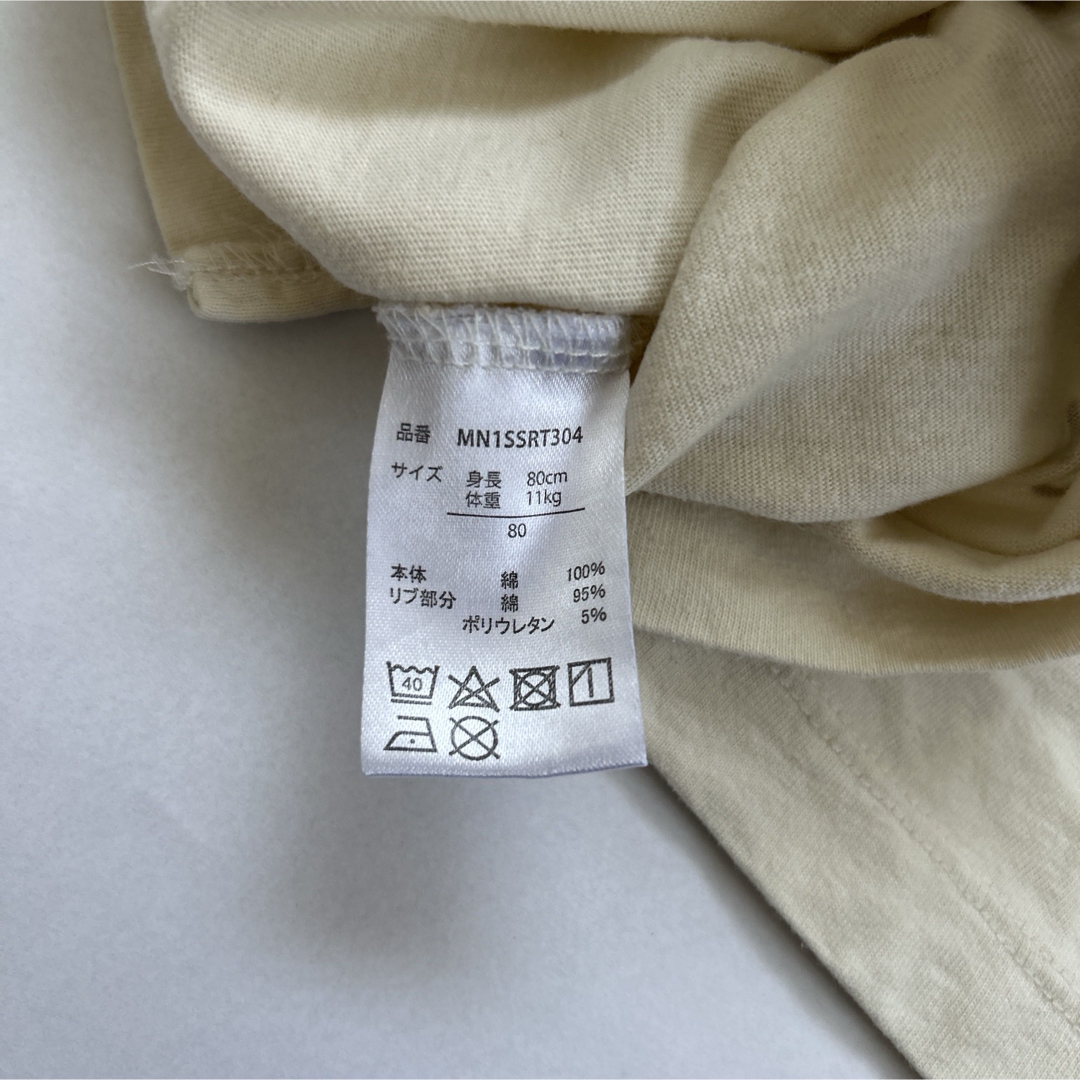 品番 MN1SSRT304
サイズ 身長 80cm
体重 11kg
80
本体 綿 100%
リブ部分 綿 95%
ポリウレタン 5%
40